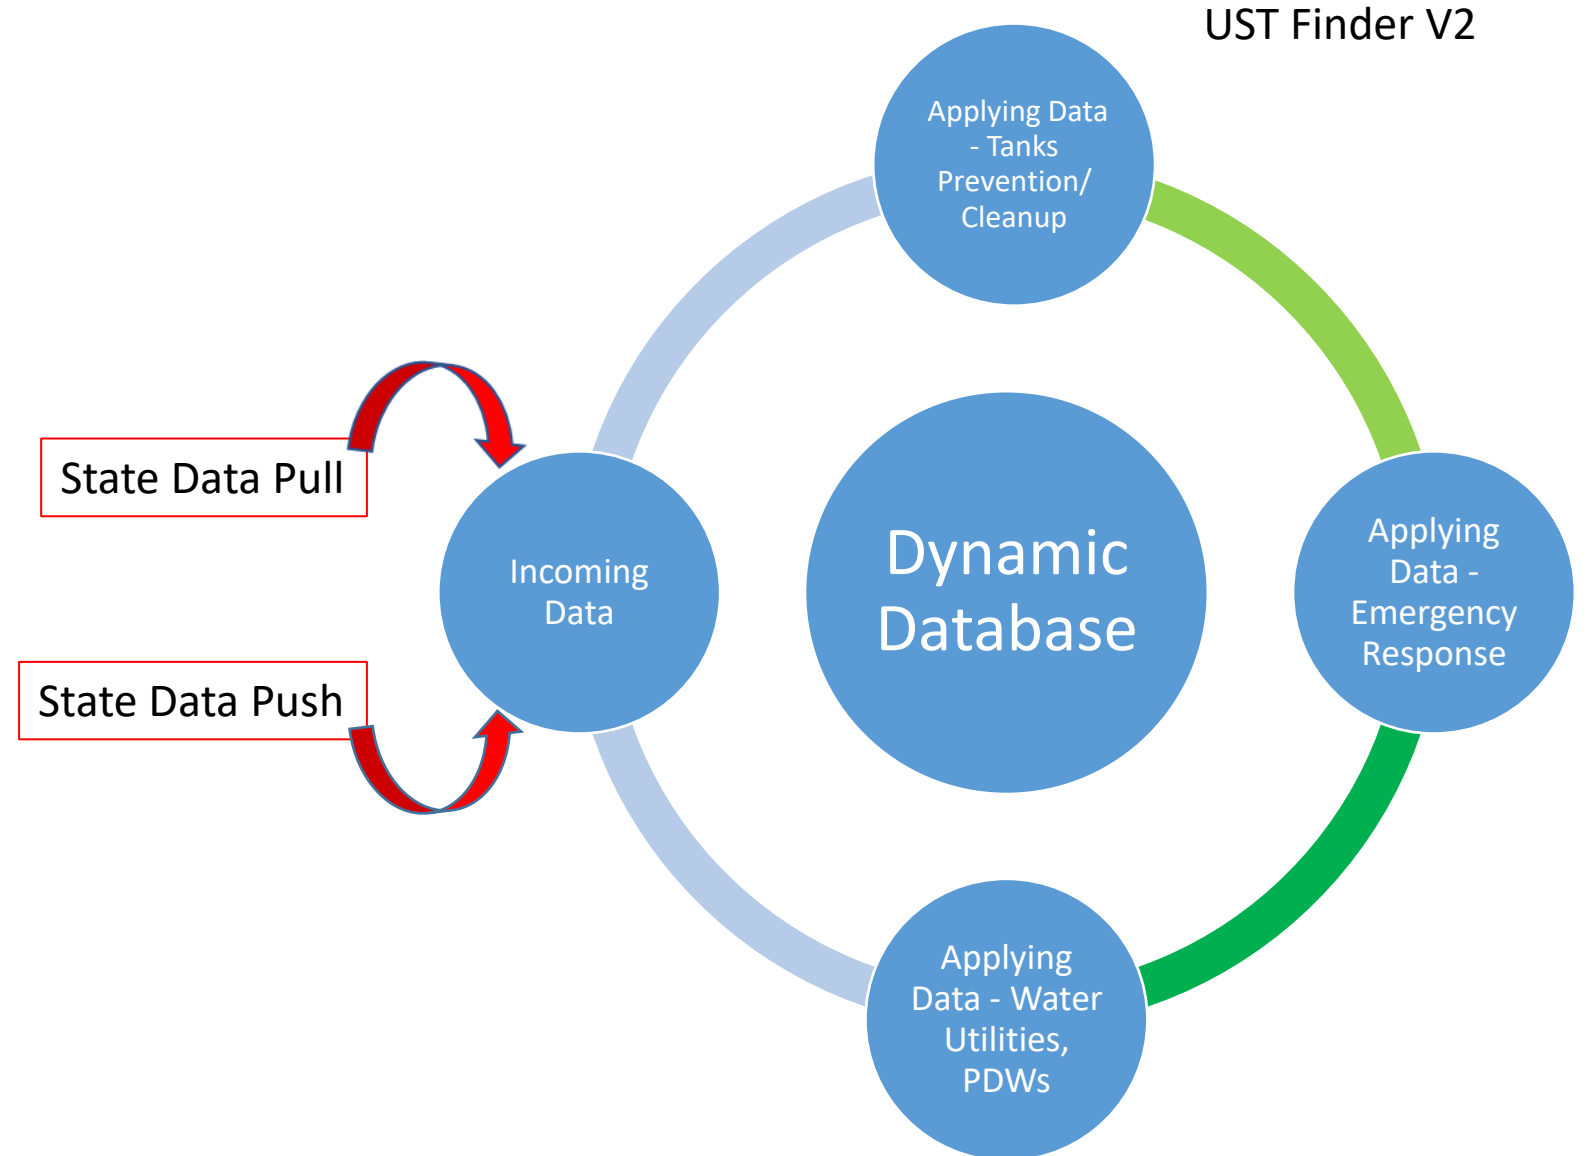 UST Finder V2
Applying Data
- Tanks
Prevention/
Cleanup
State Data Pull
Incoming
Data
Dynamic
Database
Applying
Data -
Emergency
Response
State Data Push
Applying
Data - Water
Utilities,
PDWs